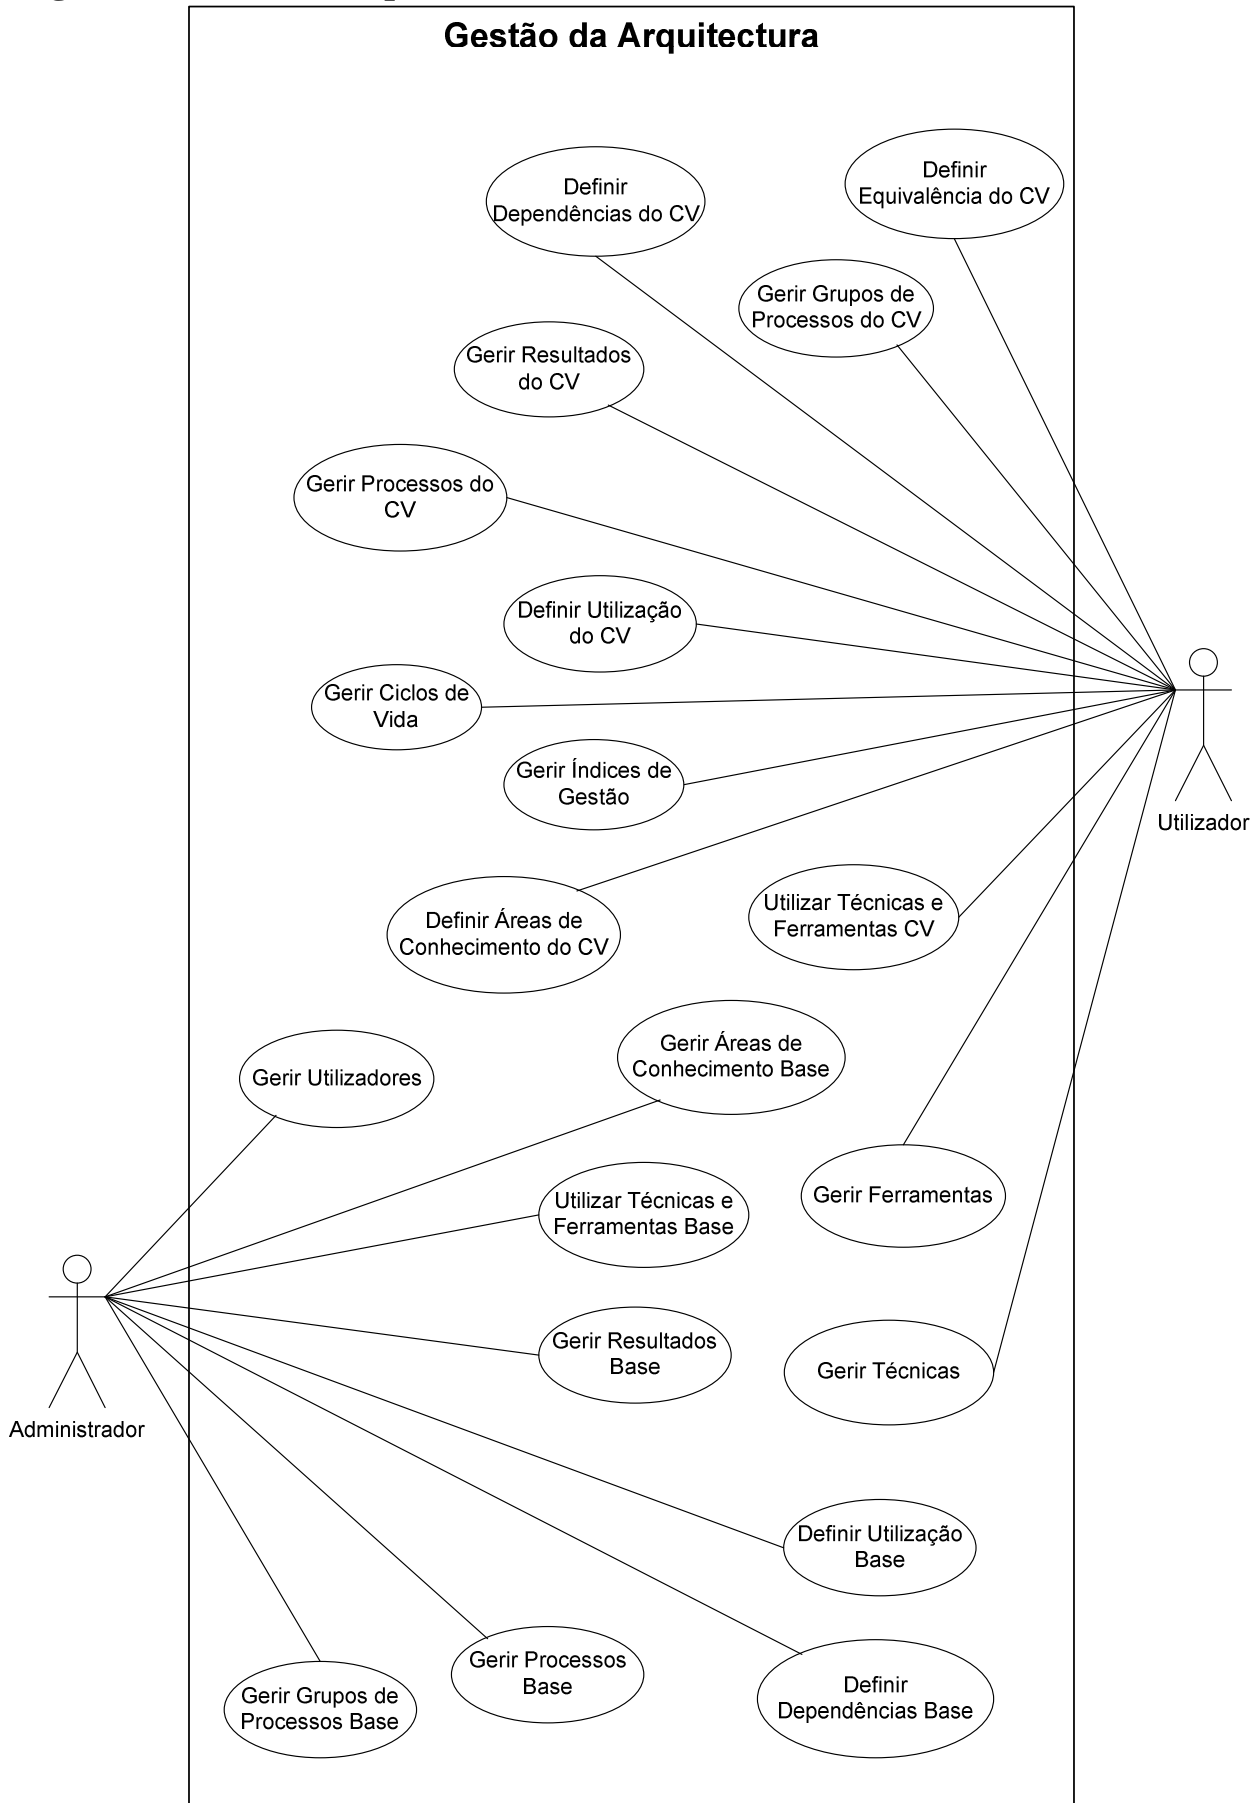 Gestão da Arquitectura
Definir
Equivalência do CV
Definir
Dependências do CV
Gerir Grupos de
Processos do CV
Gerir Resultados
do CV
Gerir Processos do
CV
Definir Utilização
do CV
Gerir Ciclos de
Vida
Gerir Índices de
Gestão
Utilizador
Utilizar Técnicas e
Ferramentas CV
Definir Áreas de
Conhecimento do CV
Gerir Áreas de
Conhecimento Base
Gerir Utilizadores
Utilizar Técnicas e
Ferramentas Base
Gerir Ferramentas
Gerir Resultados
Base
Gerir Técnicas
Administrador
Definir Utilização
Base
Gerir Processos
Base
Definir
Dependências Base
Gerir Grupos de
Processos Base